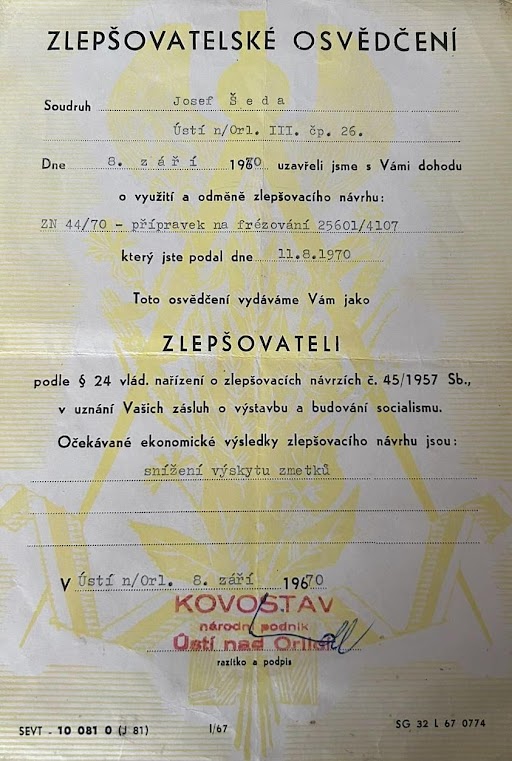 ZLEPŠOVATELSKÉ OSVĚDČENÍ
Soudruh Josef Šeda
Ústí n/Orl. III. čp. 26.
Dne 8. září 1970 uzavřeli jsme s Vámi dohodu
o využití a odměně zlepšovacího návrhu:
ZN 44/70 - přípravek na frézování 25601/4107
který jste podal dne 11.8.1970
Toto osvědčení vydáváme Vám jako
ZLEPŠOVATELI
podle § 24 vlád. nařízení o zlepšovacích návrzích č. 45/1957 Sb.,
v uznání Vašich zásluh o výstavbu a budování socialismu.
Očekávané ekonomické výsledky zlepšovacího návrhu jsou:
snížení výskytu zmetků
V Ústí n/Orl. 8. září 1970
KOVOSTAV
národní podnik
Ústí nad Orlicí
razítko a podpis
SEVT - 10 081 0 (J 81) I/67 SG 32 L 67 0774